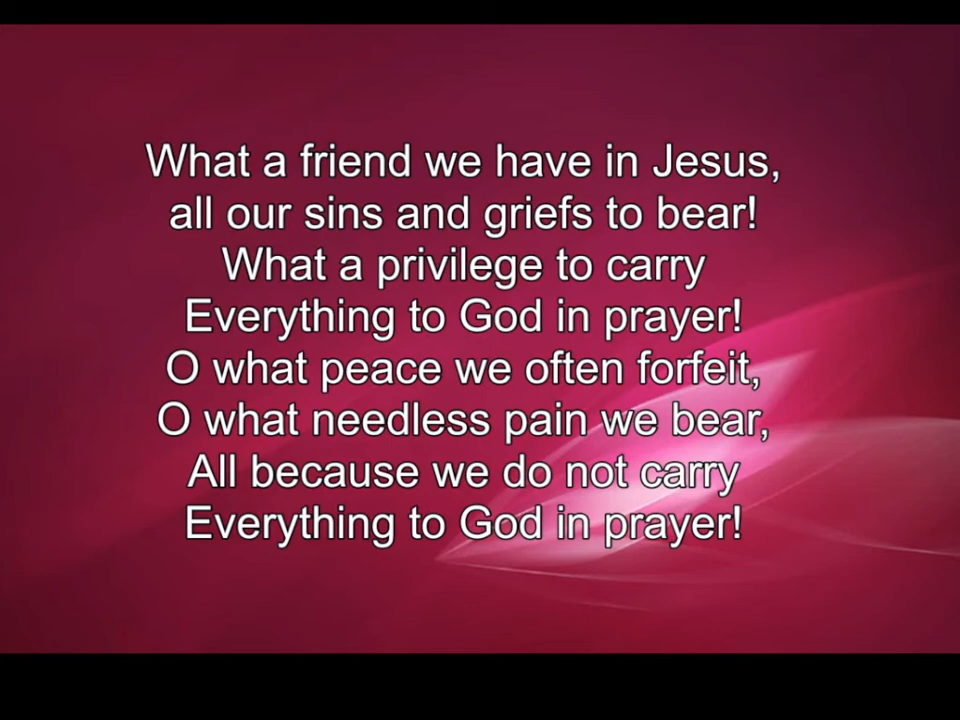 What a friend we have in Jesus,
all our sins and griefs to bear!
What a privilege to carry
Everything to God in prayer!
O what peace we often forfeit,
O what needless pain we bear,
All because we do not carry
Everything to God in prayer!